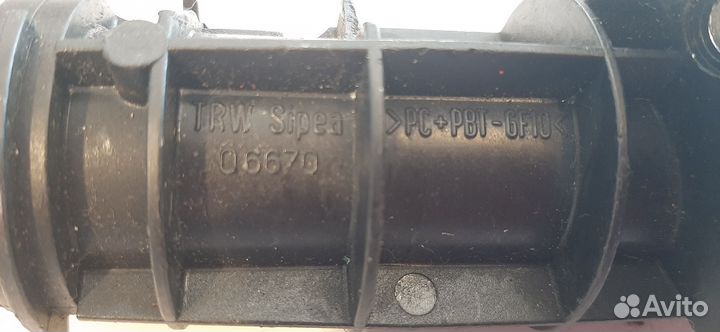 TRW Sipea
06670
>PC+PBT-GF10<
Avito